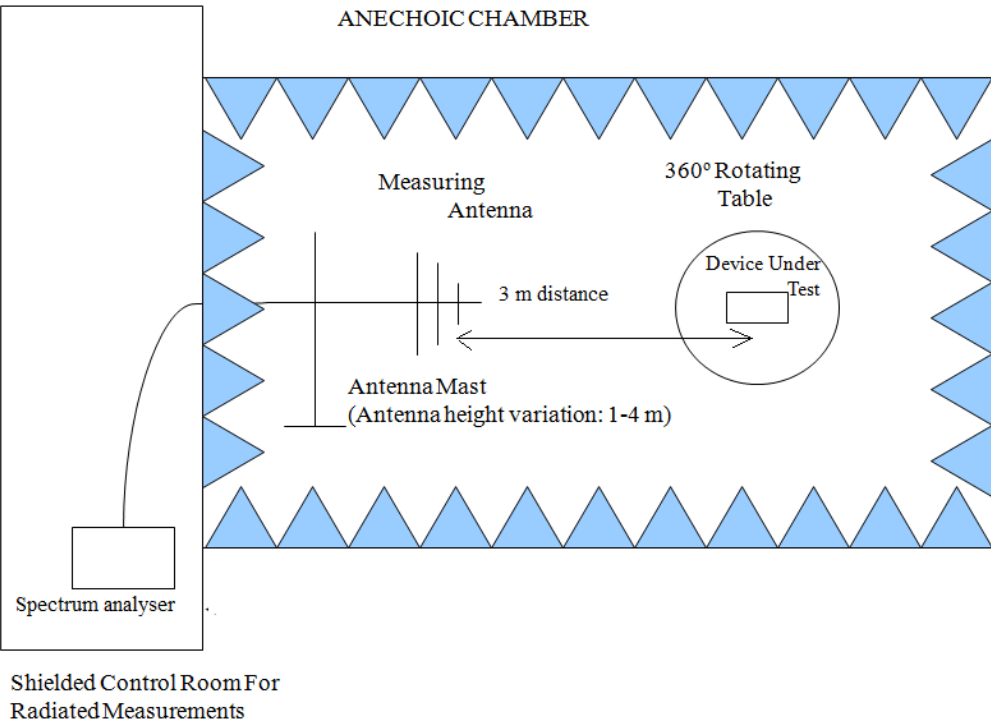 ANECHOIC CHAMBER
Measuring
Antenna
360º Rotating
Table
Device Under
Test
3 m distance
Antenna Mast
(Antenna height variation: 1-4 m)
Spectrum analyser
Shielded Control Room For
Radiated Measurements